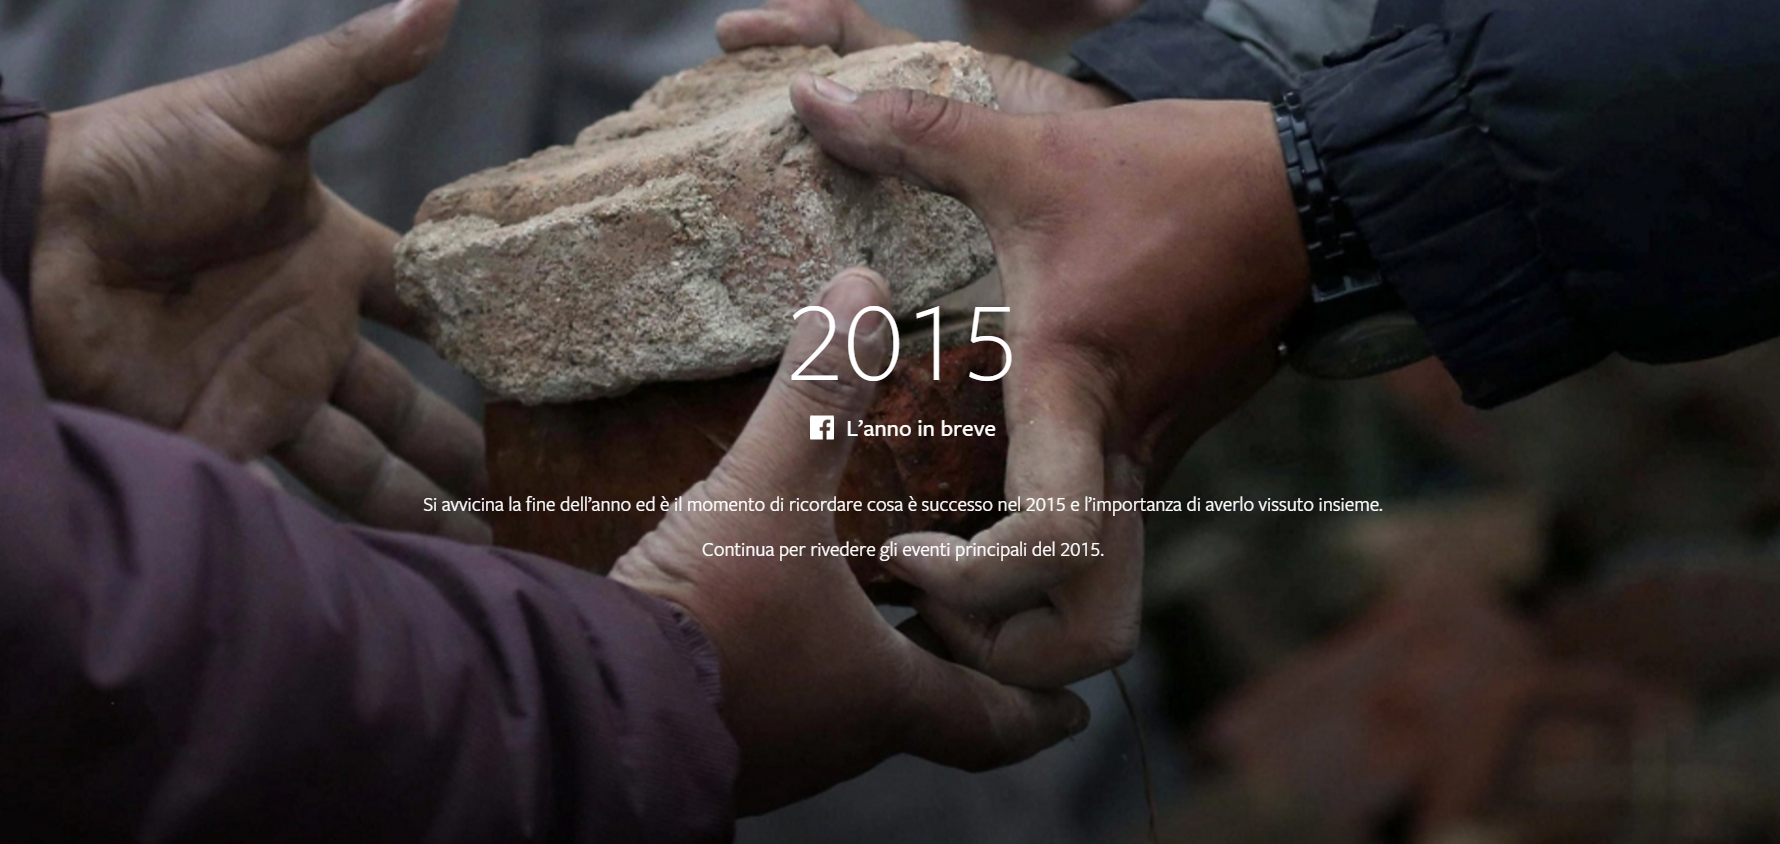 2015
L’anno in breve
Si avvicina la fine dell’anno ed è il momento di ricordare cosa è successo nel 2015 e l’importanza di averlo vissuto insieme.
Continua per rivedere gli eventi principali del 2015.